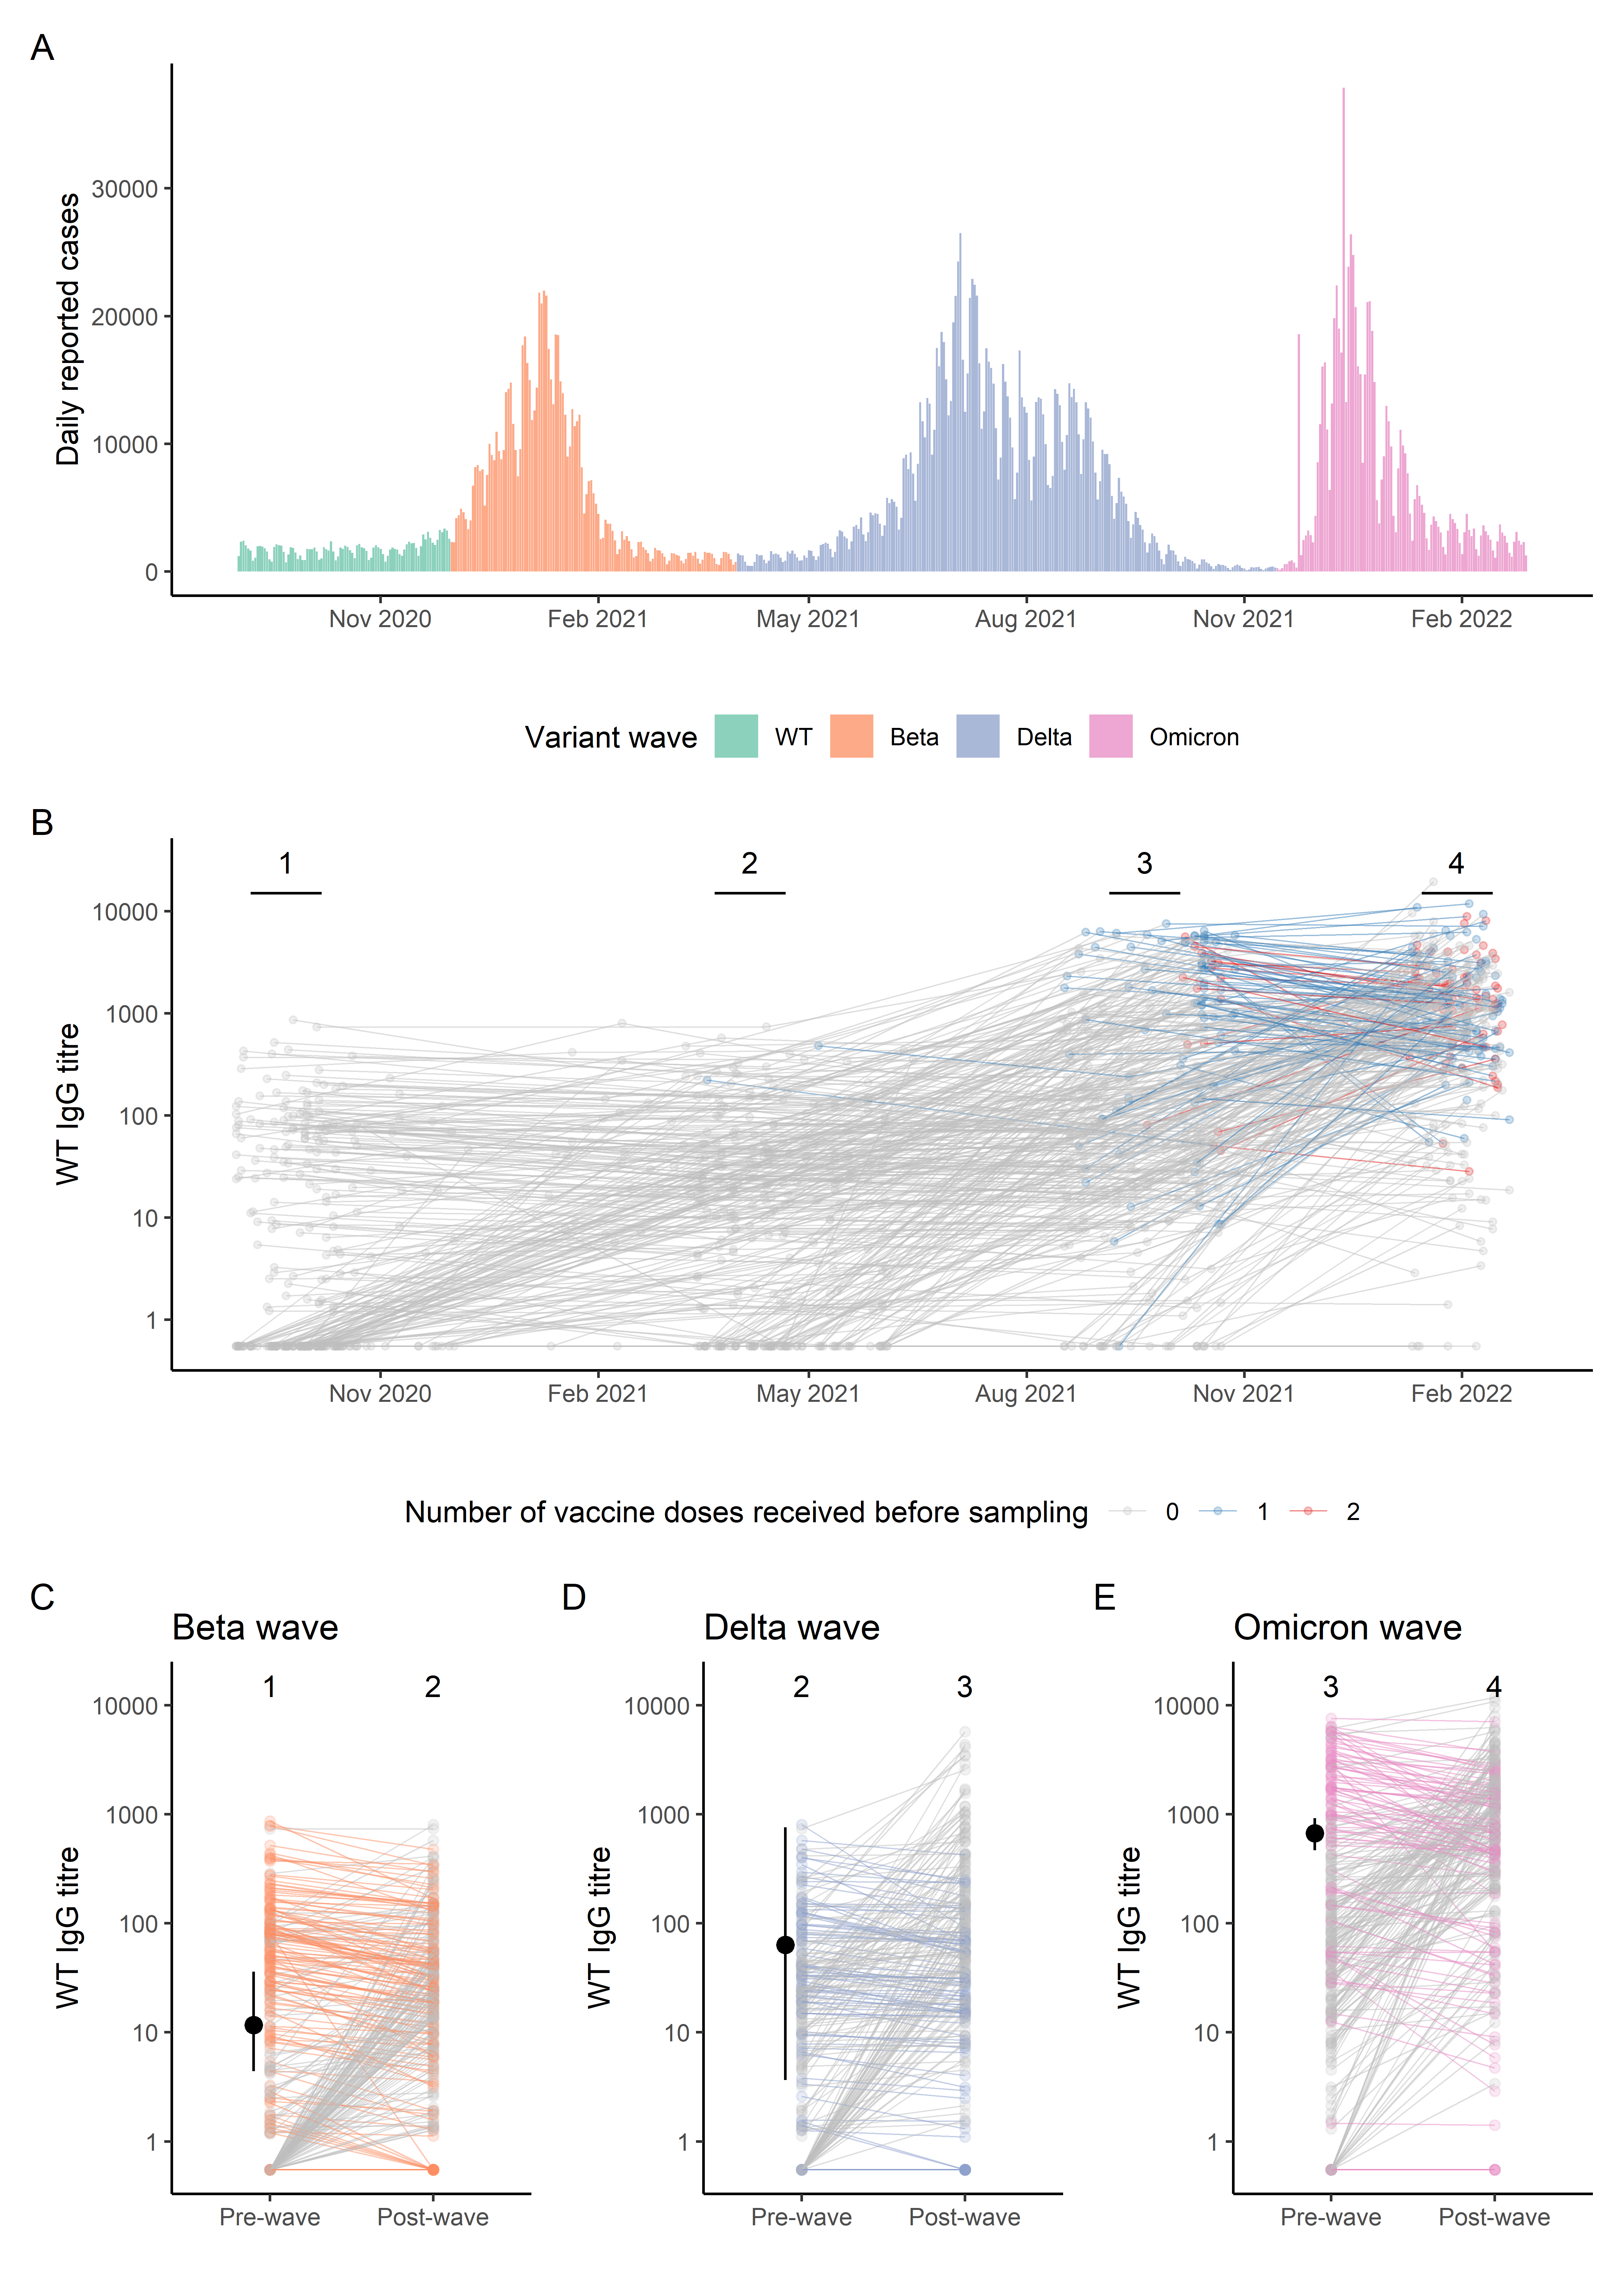 A
Daily reported cases
30000
20000
10000
0
Nov 2020 Feb 2021 May 2021 Aug 2021 Nov 2021 Feb 2022
Variant wave WT Beta Delta Omicron
B
1 2 3 4
WT IgG titre
10000
1000
100
10
1
Nov 2020 Feb 2021 May 2021 Aug 2021 Nov 2021 Feb 2022
Number of vaccine doses received before sampling 0 1 2
C
Beta wave
1 2
WT IgG titre
10000
1000
100
10
1
Pre-wave Post-wave
D
Delta wave
2 3
WT IgG titre
10000
1000
100
10
1
Pre-wave Post-wave
E
Omicron wave
3 4
WT IgG titre
10000
1000
100
10
1
Pre-wave Post-wave